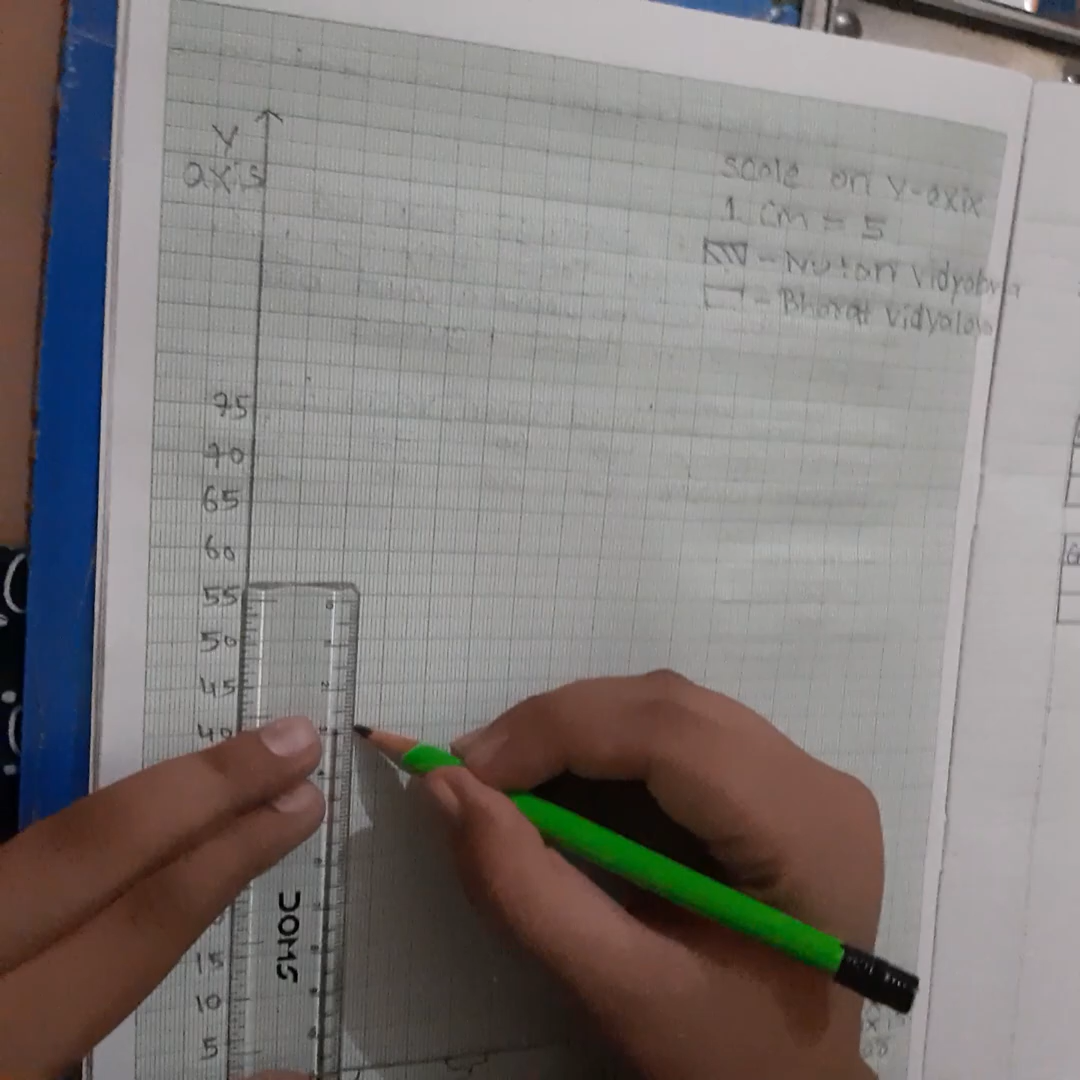 Y
axis
scale on Y-axix
1 cm = 5
- Nutan Vidyalaya
- Bharat Vidyalaya
75
70
65
60
55
50
45
40
15
10
5
DOMS